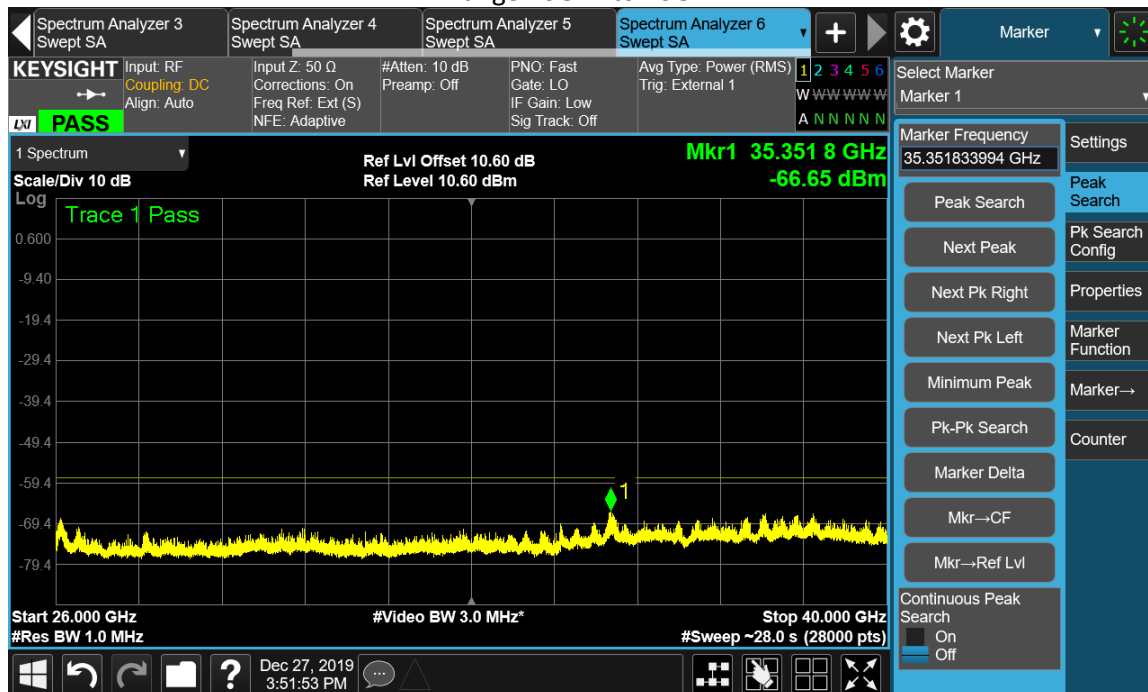 Spectrum Analyzer 3
Swept SA
Spectrum Analyzer 4
Swept SA
Spectrum Analyzer 5
Swept SA
Spectrum Analyzer 6
Swept SA
Marker
KEYSIGHT
Input: RF
Coupling: DC
Align: Auto
Input Z: 50 Ω
Corrections: On
Freq Ref: Ext (S)
NFE: Adaptive
#Atten: 10 dB
Preamp: Off
PNO: Fast
Gate: LO
IF Gain: Low
Sig Track: Off
Avg Type: Power (RMS)
Trig: External 1
1 2 3 4 5 6
W W W W W W
A N N N N N
LXI PASS
Select Marker
Marker 1
1 Spectrum
Scale/Div 10 dB
Ref Lvl Offset 10.60 dB
Ref Level 10.60 dBm
Mkr1 35.351 8 GHz
-66.65 dBm
Log
Trace 1 Pass
0.600
-9.40
-19.4
-29.4
-39.4
-49.4
-59.4
-69.4
-79.4
1
Start 26.000 GHz
#Res BW 1.0 MHz
#Video BW 3.0 MHz*
Stop 40.000 GHz
#Sweep ~28.0 s (28000 pts)
Marker Frequency
35.351833994 GHz
Peak Search
Next Peak
Next Pk Right
Next Pk Left
Minimum Peak
Pk-Pk Search
Marker Delta
Mkr→CF
Mkr→Ref Lvl
Continuous Peak
Search
On
Off
Settings
Peak
Search
Pk Search
Config
Properties
Marker
Function
Marker→
Counter
?
Dec 27, 2019
3:51:53 PM